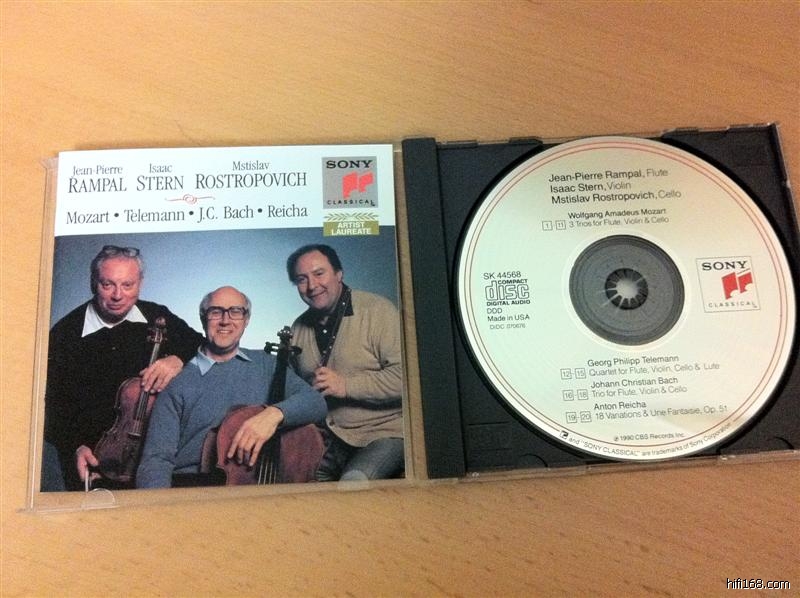 Jean-Pierre RAMPAL Isaac STERN Mstislav ROSTROPOVICH
Mozart • Telemann • J.C. Bach • Reicha
SONY
CLASSICAL
ARTIST
LAUREATE
Jean-Pierre Rampal, Flute
Isaac Stern, Violin
Mstislav Rostropovich, Cello
Wolfgang Amadeus Mozart
1 - 11 3 Trios for Flute, Violin & Cello
SK 44568
COMPACT
disc
DIGITAL AUDIO
DDD
Made in USA
DIDC 070676
SONY
CLASSICAL
Georg Philipp Telemann
12 - 15 Quartet for Flute, Violin, Cello & Lute
Johann Christian Bach
16 - 18 Trio for Flute, Violin & Cello
Anton Reicha
19 - 20 18 Variations & Une Fantaisie, Op. 51
℗ 1990 CBS Records Inc.
and "SONY CLASSICAL" are trademarks of Sony Corporation
hifi168.com